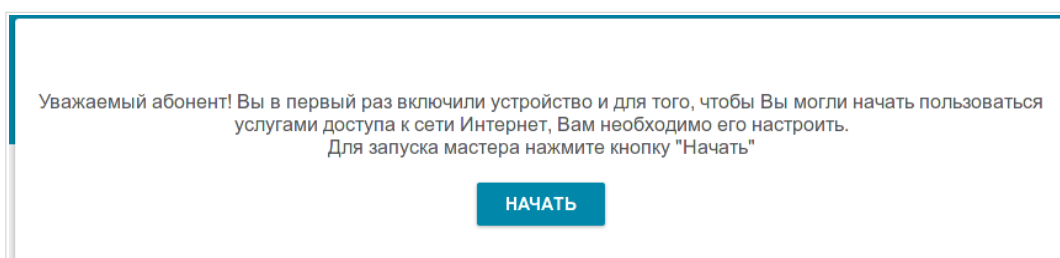 Уважаемый абонент! Вы в первый раз включили устройство и для того, чтобы Вы могли начать пользоваться
услугами доступа к сети Интернет, Вам необходимо его настроить.
Для запуска мастера нажмите кнопку "Начать"
НАЧАТЬ